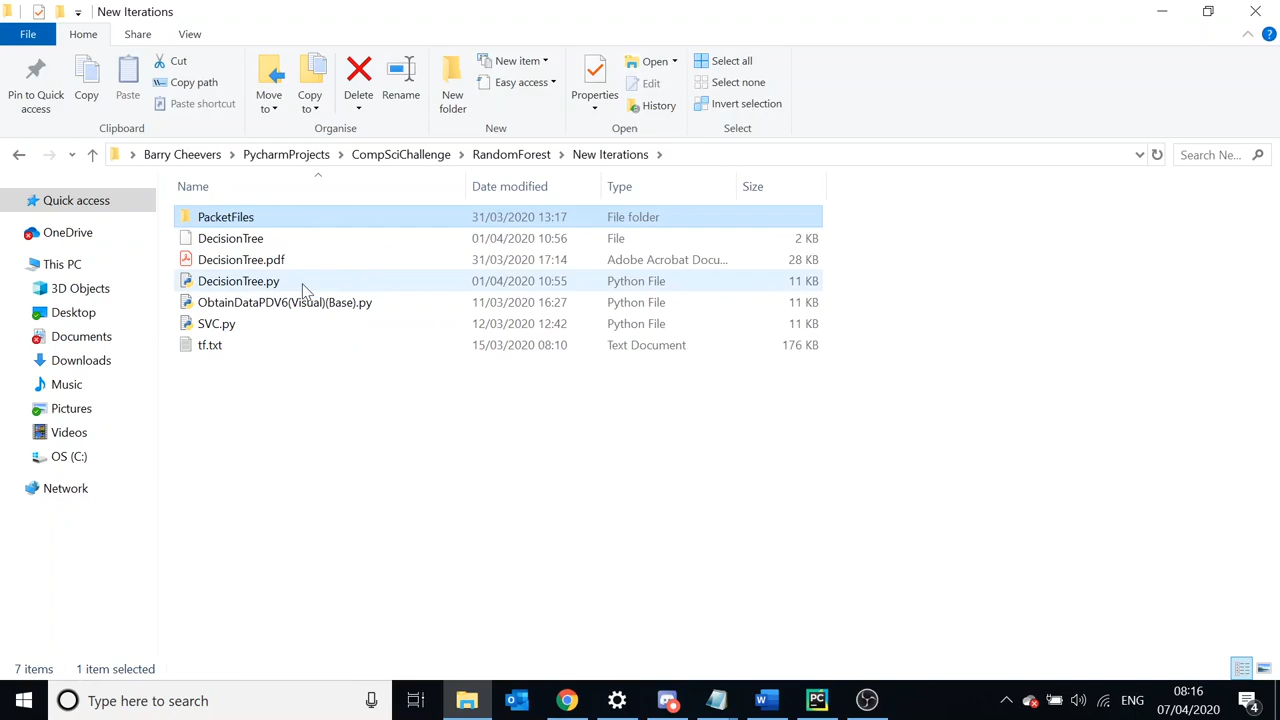 New Iterations
File Home Share View
Pin to Quick access
Copy
Paste
Cut
Copy path
Paste shortcut
Clipboard
Move to
Copy to
Delete
Rename
Organise
New folder
New item
Easy access
New
Properties
Open
Edit
History
Open
Select all
Select none
Invert selection
Select
Barry Cheevers > PycharmProjects > CompSciChallenge > RandomForest > New Iterations >
Search Ne...
Name Date modified Type Size
PacketFiles 31/03/2020 13:17 File folder
DecisionTree 01/04/2020 10:56 File 2 KB
DecisionTree.pdf 31/03/2020 17:14 Adobe Acrobat Docu... 28 KB
DecisionTree.py 01/04/2020 10:55 Python File 11 KB
ObtainDataPDV6(Visual)(Base).py 11/03/2020 16:27 Python File 11 KB
SVC.py 12/03/2020 12:42 Python File 11 KB
tf.txt 15/03/2020 08:10 Text Document 176 KB
Quick access
OneDrive
This PC
3D Objects
Desktop
Documents
Downloads
Music
Pictures
Videos
OS (C:)
Network
7 items 1 item selected
Type here to search
ENG
08:16
07/04/2020
4